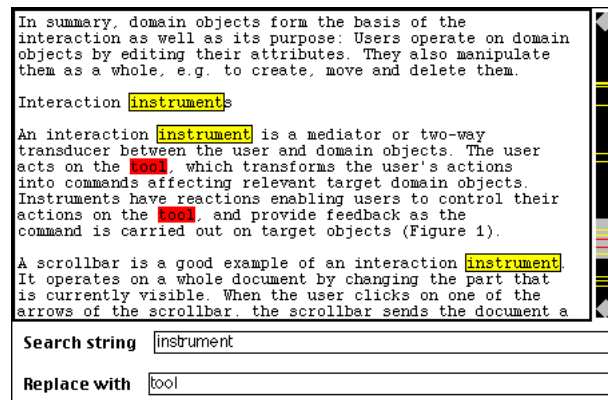 In summary, domain objects form the basis of the
interaction as well as its purpose: Users operate on domain
objects by editing their attributes. They also manipulate
them as a whole, e.g. to create, move and delete them.
Interaction instruments
An interaction instrument is a mediator or two-way
transducer between the user and domain objects. The user
acts on the tool, which transforms the user's actions
into commands affecting relevant target domain objects.
Instruments have reactions enabling users to control their
actions on the tool, and provide feedback as the
command is carried out on target objects (Figure 1).
A scrollbar is a good example of an interaction instrument.
It operates on a whole document by changing the part that
is currently visible. When the user clicks on one of the
arrows of the scrollbar, the scrollbar sends the document a
Search string instrument
Replace with tool